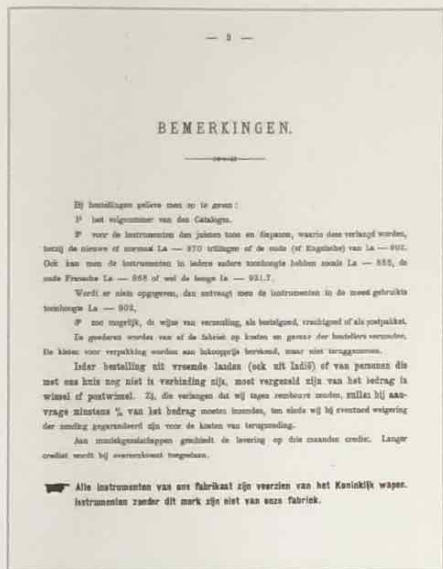 — 3 —
BEMERKINGEN.
Bij bestellingen gelieve men op te geven:
1º het volgnummer van den Catalogus.
2º voor de instrumenten den juisten toon en diapason, waarin deze verlangd worden,
hetzij de nieuwe of normaal La — 870 trillingen of de oude (of Engelsche) van La — 902.
Ook kan men de instrumenten in iedere andere toonhoogte hebben zooals La — 885, de
oude Fransche La — 898 of wel de hooge La — 921.7.
Wordt er niets opgegeven, dan ontvangt men de instrumenten in de meest gebruikte
toonhoogte La — 902,
zoo mogelijk, de wijze van verzending, als bestelgoed, vrachtgoed of als postpakket.
De goederen worden van af de fabriek op kosten en gevaar der bestellers verzonden.
De kisten voor verpakking worden aan inkoopprijs berekend, maar niet teruggenomen.
Ieder bestelling uit vreemde landen (ook uit Indië) of van personen die
met ons huis nog niet in verbinding zijn, moet vergezeld zijn van het bedrag in
wissel of postwissel. Zij, die verlangen dat wij tegen rembours zenden, zullen bij aan-
vrage minstens van het bedrag moeten inzenden, ten einde wij bij eventueel weigering
der zending gegarandeerd zijn voor de kosten van terugzending.
Aan muziekgezelschappen geschiedt de levering op drie maanden crediet. Langer
crediet wordt bij overeenkomst toegestaan.
Alle instrumenten van ons fabrikaat zijn voorzien van het Koninklijk wapen.
Instrumenten zonder dit merk zijn niet van onze fabriek.